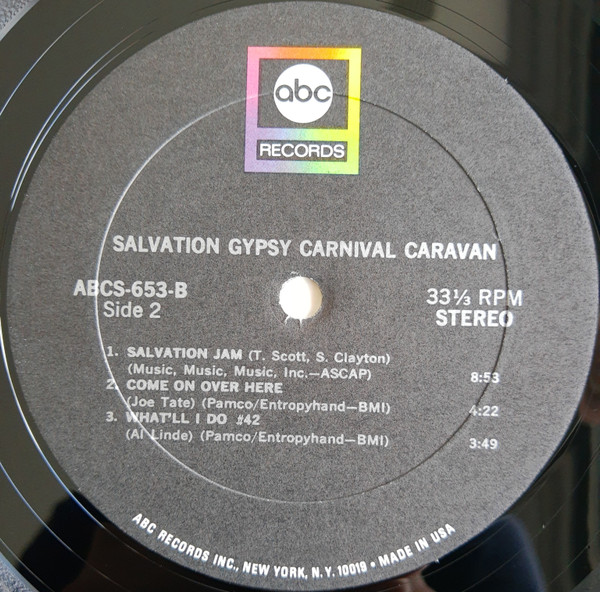 abc
RECORDS
SALVATION GYPSY CARNIVAL CARAVAN
ABCS-653-B
Side 2
33⅓ RPM
STEREO
1. SALVATION JAM (T. Scott, S. Clayton)
(Music, Music, Music, Inc.—ASCAP) 8:53
2. COME ON OVER HERE
(Joe Tate) (Pamco/Entropyhand—BMI) 4:22
3. WHAT'LL I DO #42
(Al Linde) (Pamco/Entropyhand—BMI) 3:49
ABC RECORDS INC., NEW YORK, N.Y. 10019 • MADE IN USA